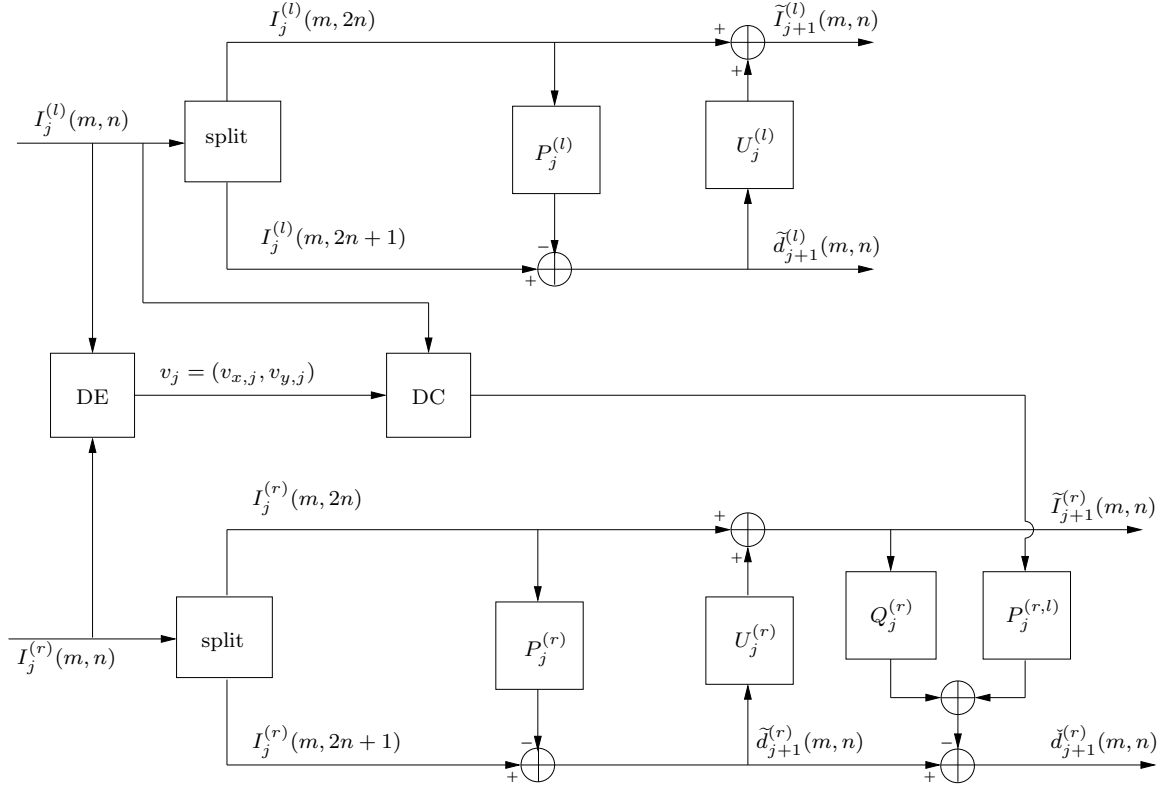 I_j^{(l)}(m, 2n)
\widetilde{I}_{j+1}^{(l)}(m, n)
+
+
I_j^{(l)}(m, n)
split
P_j^{(l)}
U_j^{(l)}
I_j^{(l)}(m, 2n + 1)
−
+
\widetilde{d}_{j+1}^{(l)}(m, n)
DE
v_j = (v_{x,j}, v_{y,j})
DC
I_j^{(r)}(m, 2n)
\widetilde{I}_{j+1}^{(r)}(m, n)
+
+
I_j^{(r)}(m, n)
split
P_j^{(r)}
U_j^{(r)}
Q_j^{(r)}
P_j^{(r,l)}
I_j^{(r)}(m, 2n + 1)
−
+
\widetilde{d}_{j+1}^{(r)}(m, n)
−
+
\check{d}_{j+1}^{(r)}(m, n)